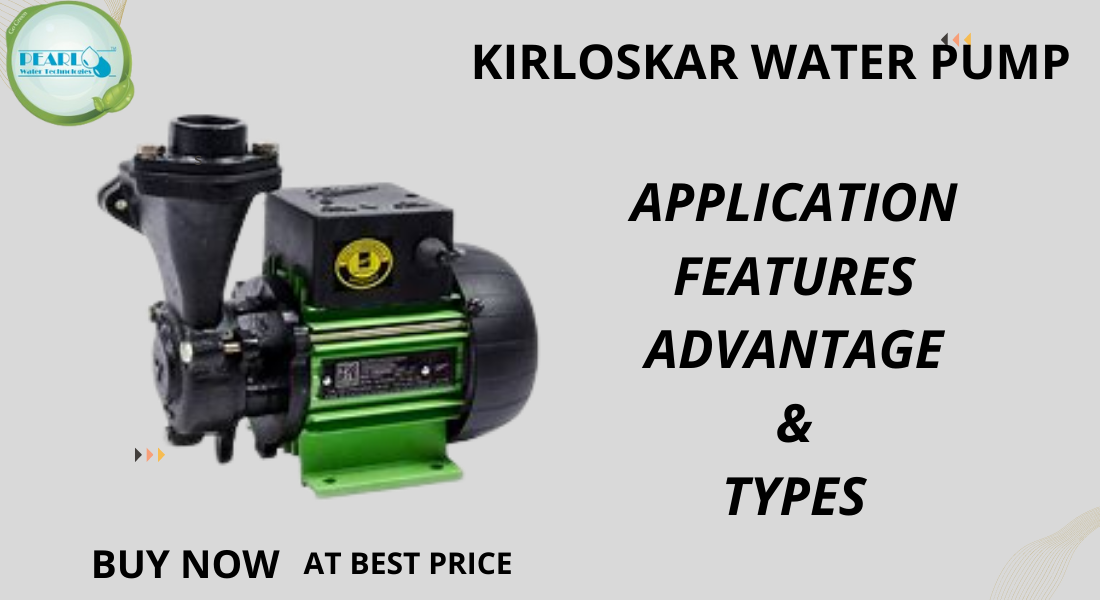 PEARL
Water Technologies
KIRLOSKAR WATER PUMP
APPLICATION
FEATURES
ADVANTAGE
&
TYPES
BUY NOW AT BEST PRICE